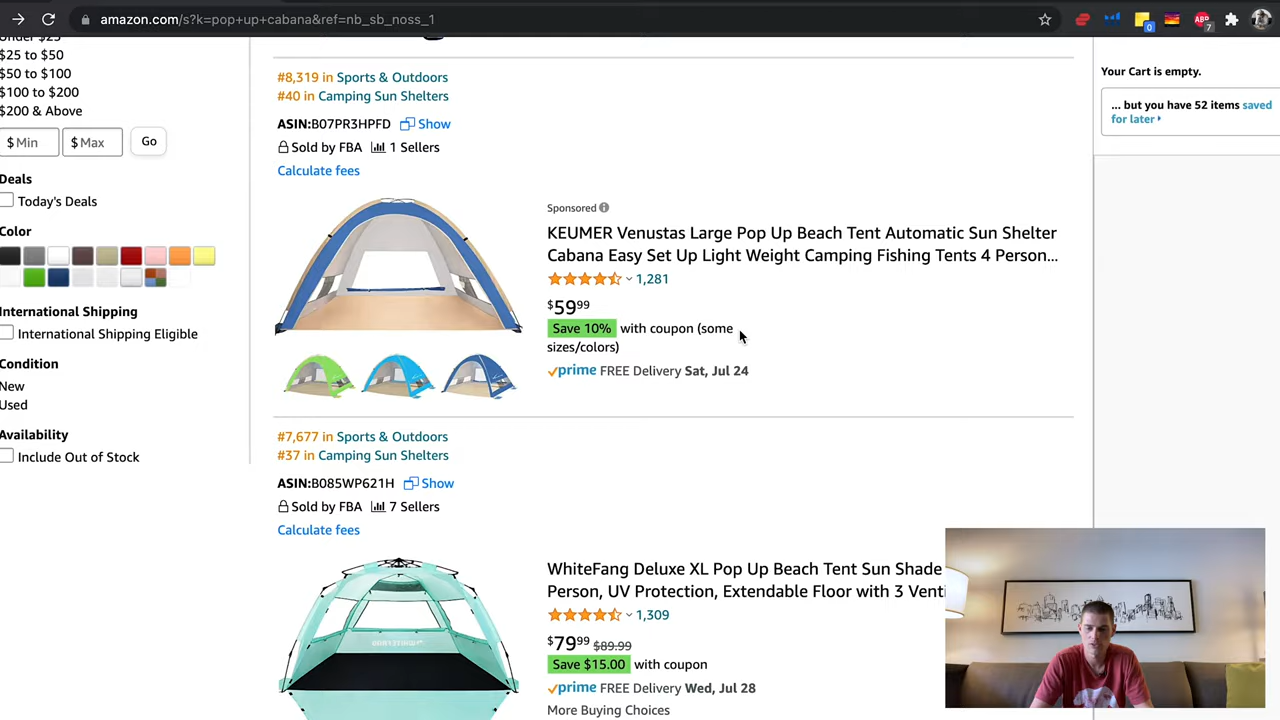 amazon.com/s?k=pop+up+cabana&ref=nb_sb_noss_1
0
ABP
7
Under $25
$25 to $50
$50 to $100
$100 to $200
$200 & Above
$ Min
$ Max
Go
Deals
Today's Deals
Color
International Shipping
International Shipping Eligible
Condition
New
Used
Availability
Include Out of Stock
#8,319 in Sports & Outdoors
#40 in Camping Sun Shelters
ASIN:B07PR3HPFD Show
Sold by FBA 1 Sellers
Calculate fees
Sponsored
KEUMER Venustas Large Pop Up Beach Tent Automatic Sun Shelter
Cabana Easy Set Up Light Weight Camping Fishing Tents 4 Person...
1,281
$59.99
Save 10% with coupon (some
sizes/colors)
prime FREE Delivery Sat, Jul 24
#7,677 in Sports & Outdoors
#37 in Camping Sun Shelters
ASIN:B085WP621H Show
Sold by FBA 7 Sellers
Calculate fees
WhiteFang Deluxe XL Pop Up Beach Tent Sun Shade
Person, UV Protection, Extendable Floor with 3 Venti
1,309
$79.99 $89.99
Save $15.00 with coupon
prime FREE Delivery Wed, Jul 28
More Buying Choices
Your Cart is empty.
... but you have 52 items saved
for later